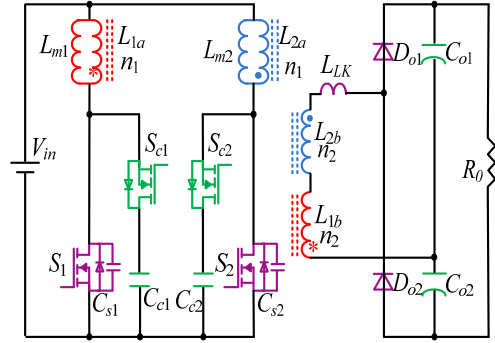 Lm1 L1a n1 *
Lm2 L2a n1
LLK
Do1 Co1
Vin
Sc1 Sc2
L2b n2
R0
L1b n2 *
S1 Cs1
Cc1 Cc2
S2 Cs2
Do2 Co2